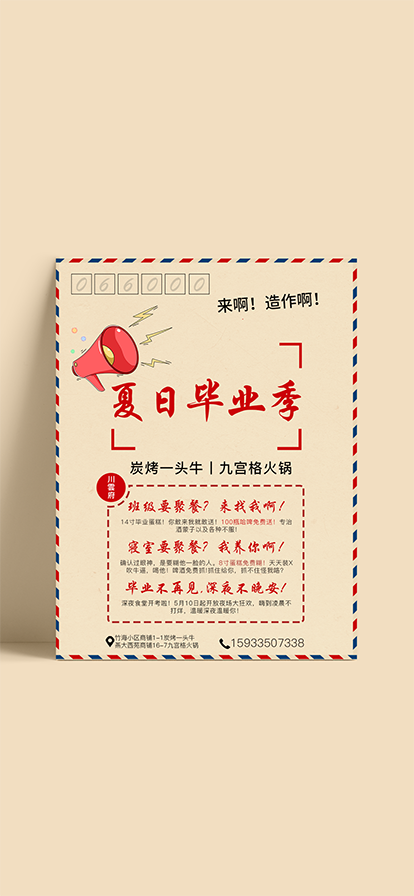 066000
来啊！造作啊！
夏日毕业季
炭烤一头牛｜九宫格火锅
川雲府
班级要聚餐？来找我啊！
14寸毕业蛋糕！你敢来我就敢送！100瓶哈啤免费送！专治
酒蒙子以及各种不服！
寝室要聚餐？我养你啊！
确认过眼神，是要糊他一脸的人。8寸蛋糕免费糊！天天装X
吹牛逼，喝他！啤酒免费抓!抓住给你，抓不住怪我咯？
毕业不再见，深夜不晚安！
深夜食堂开考啦！5月10日起开放夜场大狂欢，嗨到凌晨不
打烊，温暖深夜温暖你！
竹海小区商铺1-1炭烤一头牛
燕大西苑商铺16-7九宫格火锅
15933507338